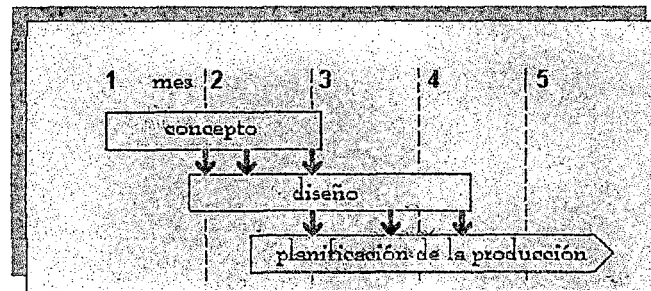 1 mes 2 3 4 5
concepto
diseño
planificación de la producción